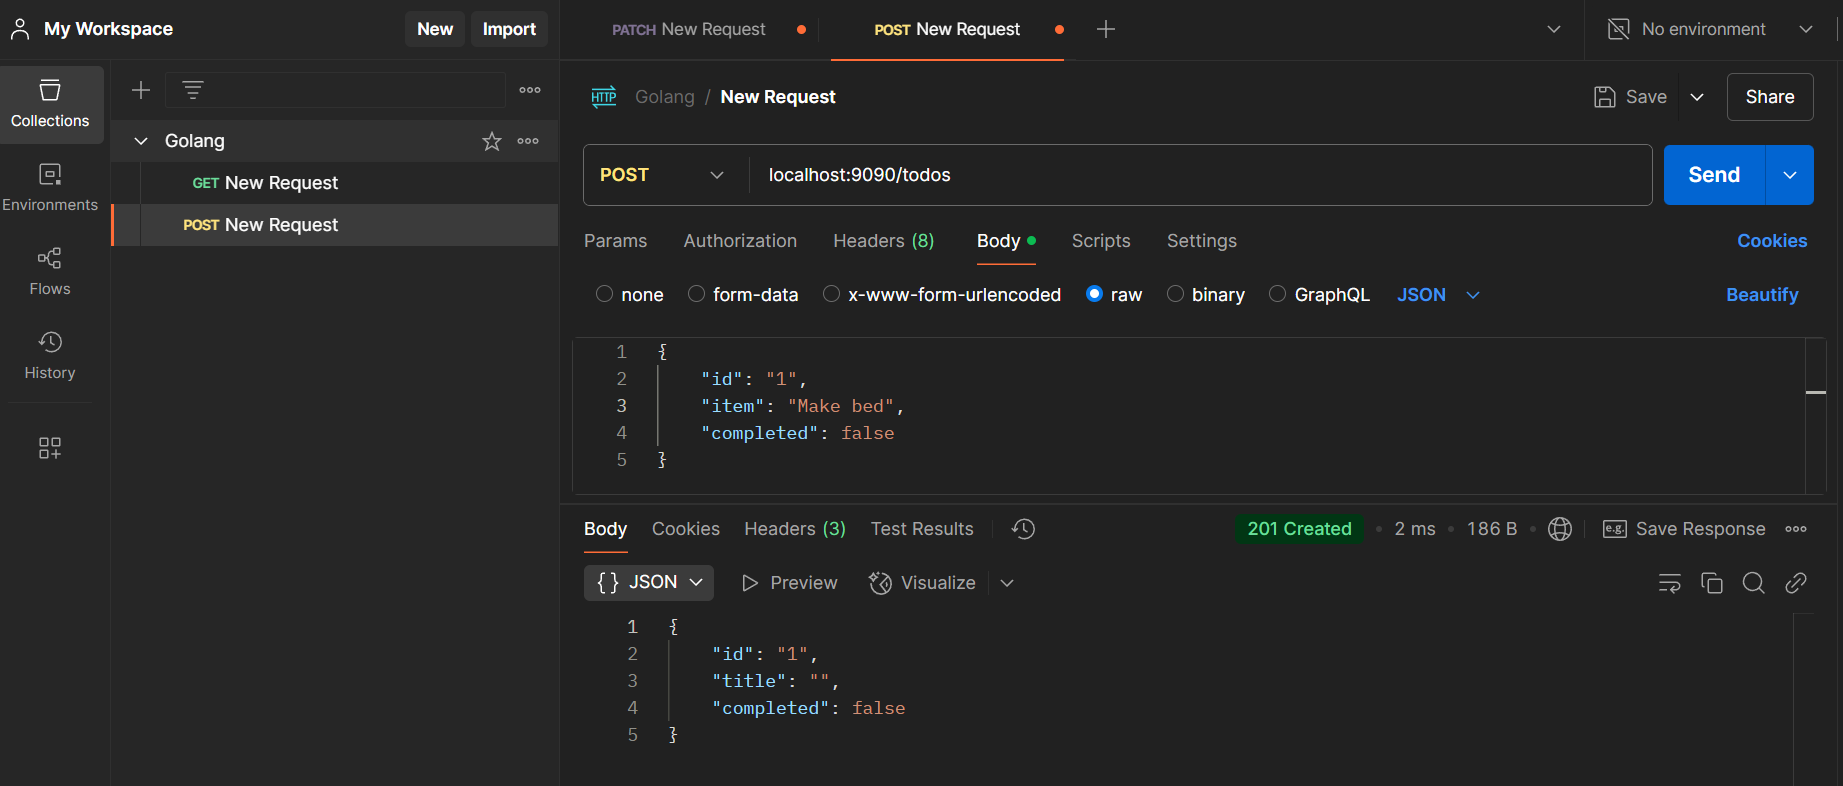 My Workspace
New
Import
PATCH New Request
POST New Request
No environment
Collections
Environments
Flows
History
Golang
GET New Request
POST New Request
HTTP
Golang / New Request
Save
Share
POST
localhost:9090/todos
Send
Params
Authorization
Headers (8)
Body
Scripts
Settings
Cookies
none
form-data
x-www-form-urlencoded
raw
binary
GraphQL
JSON
Beautify
1 {
2 "id": "1",
3 "item": "Make bed",
4 "completed": false
5 }
Body
Cookies
Headers (3)
Test Results
201 Created
2 ms
186 B
e.g.
Save Response
{} JSON
Preview
Visualize
1 {
2 "id": "1",
3 "title": "",
4 "completed": false
5 }